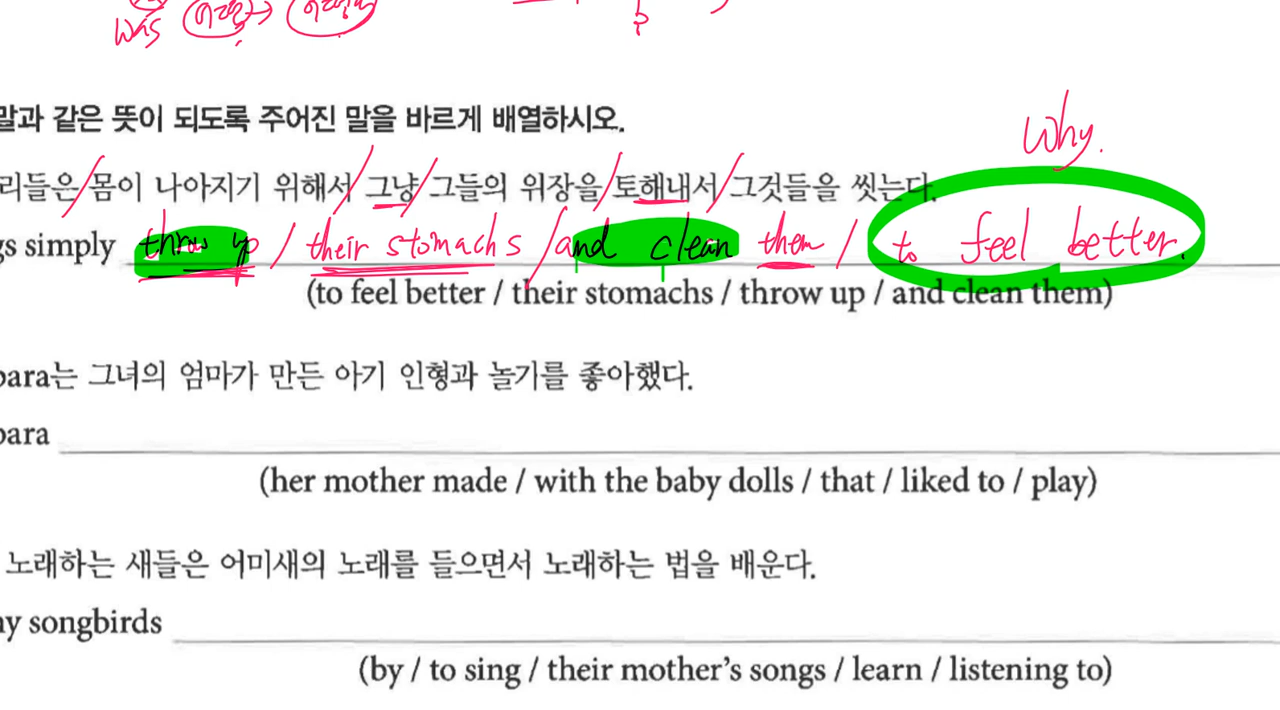 was 
말과 같은 뜻이 되도록 주어진 말을 바르게 배열하시오.
Why.
리들은/몸이 나아지기 위해서/그냥/그들의 위장을/토해내서/그것들을 씻는다.
gs simply throw up / their stomachs / and clean them / to feel better.
(to feel better / their stomachs / throw up / and clean them)
para는 그녀의 엄마가 만든 아기 인형과 놀기를 좋아했다.
para
(her mother made / with the baby dolls / that / liked to / play)
노래하는 새들은 어미새의 노래를 들으면서 노래하는 법을 배운다.
ny songbirds
(by / to sing / their mother's songs / learn / listening to)